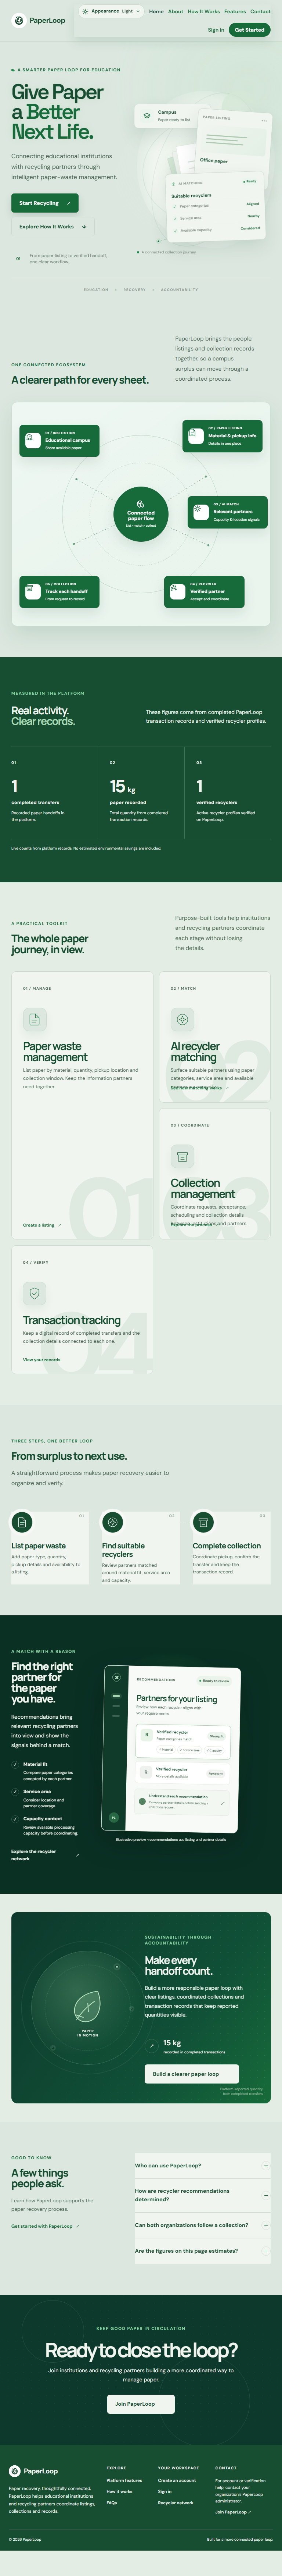 PaperLoop
Appearance Light
Home About How It Works Features Contact
Sign in Get Started
A SMARTER PAPER LOOP FOR EDUCATION
Give Paper
a Better
Next Life.
Connecting educational institutions
with recycling partners through
intelligent paper-waste management.
Start Recycling ↗
Explore How It Works ↓
From paper listing to verified handoff,
one clear workflow.
Campus
Paper ready to list
PAPER LISTING
Office paper
AI MATCHING
Ready
Suitable recyclers
Paper categories Aligned
Service area Nearby
Available capacity Considered
A connected collection journey
EDUCATION • RECOVERY • ACCOUNTABILITY
ONE CONNECTED ECOSYSTEM
A clearer path for every sheet.
PaperLoop brings the people,
listings and collection records
together, so a campus
surplus can move through a
coordinated process.
01 / INSTITUTION
Educational campus
Share available paper
02 / PAPER LISTING
Material & pickup info
Details in one place
03 / AI MATCH
Relevant partners
Capacity & location signals
Connected
paper flow
List · match · collect
05 / COLLECTION
Track each handoff
From request to record
04 / RECYCLER
Verified partner
Accept and coordinate
MEASURED IN THE PLATFORM
Real activity.
Clear records.
These figures come from completed PaperLoop
transaction records and verified recycler profiles.
01
1
completed transfers
Recorded paper handoffs in
the platform.
02
15 kg
paper recorded
Total quantity from completed
transaction records.
03
1
verified recyclers
Active recycler profiles verified
on PaperLoop.
Live counts from platform records. No estimated environmental savings are included.
A PRACTICAL TOOLKIT
The whole paper
journey, in view.
Purpose-built tools help institutions
and recycling partners coordinate
each stage without losing
the details.
01 / MANAGE
Paper waste
management
List paper by material, quantity, pickup location and
collection window. Keep the information partners
need together.
Create a listing ↗
01
02 / MATCH
AI recycler
matching
Surface suitable partners using paper
categories, service area and available
See how matching works ↗
02
03 / COORDINATE
Collection
management
Coordinate requests, acceptance,
scheduling and collection details
03
04 / VERIFY
Transaction tracking
Keep a digital record of completed transfers and the
collection details connected to each one.
View your records
04
THREE STEPS, ONE BETTER LOOP
From surplus to next use.
A straightforward process makes paper recovery easier to
organize and verify.
01
List paper waste
Add paper type, quantity,
pickup details and availability to
a listing.
02
Find suitable
recyclers
Review partners matched
around material fit, service area
and capacity.
03
Complete collection
Coordinate pickup, confirm the
transfer and keep the
transaction record.
A MATCH WITH A REASON
Find the right
partner for
the paper
you have.
Recommendations bring
relevant recycling partners
into view and show the
signals behind a match.
Material fit
Compare paper categories
accepted by each partner.
Service area
Consider location and
partner coverage.
Capacity context
Review available processing
capacity before coordinating.
Explore the recycler
network ↗
RECOMMENDATIONS
Ready to review
Partners for your listing
Review how each recycler aligns with
your requirements.
Verified recycler
Paper categories match
Strong fit
Verified recycler
More details available
Review fit
Understand each recommendation
Illustrative preview · recommendations use listing and partner details
PAPER
IN MOTION
SUSTAINABILITY THROUGH
ACCOUNTABILITY
Make every
handoff count.
Build a more responsible paper loop with
clear listings, coordinated collections and
transaction records that keep reported
quantities visible.
15 kg
recorded in completed transactions
Build a clearer paper loop
Platform-reported quantity
from completed transfers
GOOD TO KNOW
A few things
people ask.
Learn how PaperLoop supports the
paper recovery process.
Get started with PaperLoop ↗
Who can use PaperLoop? +
How are recycler recommendations
determined? +
Can both organizations follow a collection? +
Are the figures on this page estimates? +
KEEP GOOD PAPER IN CIRCULATION
Ready to close the loop?
Join institutions and recycling partners building a more coordinated way to
manage paper.
Join PaperLoop
PaperLoop
Paper recovery, thoughtfully connected.
PaperLoop helps educational institutions
and recycling partners coordinate listings,
collections and records.
EXPLORE
Platform features
How it works
FAQs
YOUR WORKSPACE
Create an account
Sign in
Recycler network
CONTACT
For account or verification
help, contact your
organization's PaperLoop
administrator.
Join PaperLoop ↗
© 2026 PaperLoop
Built for a more connected paper loop.